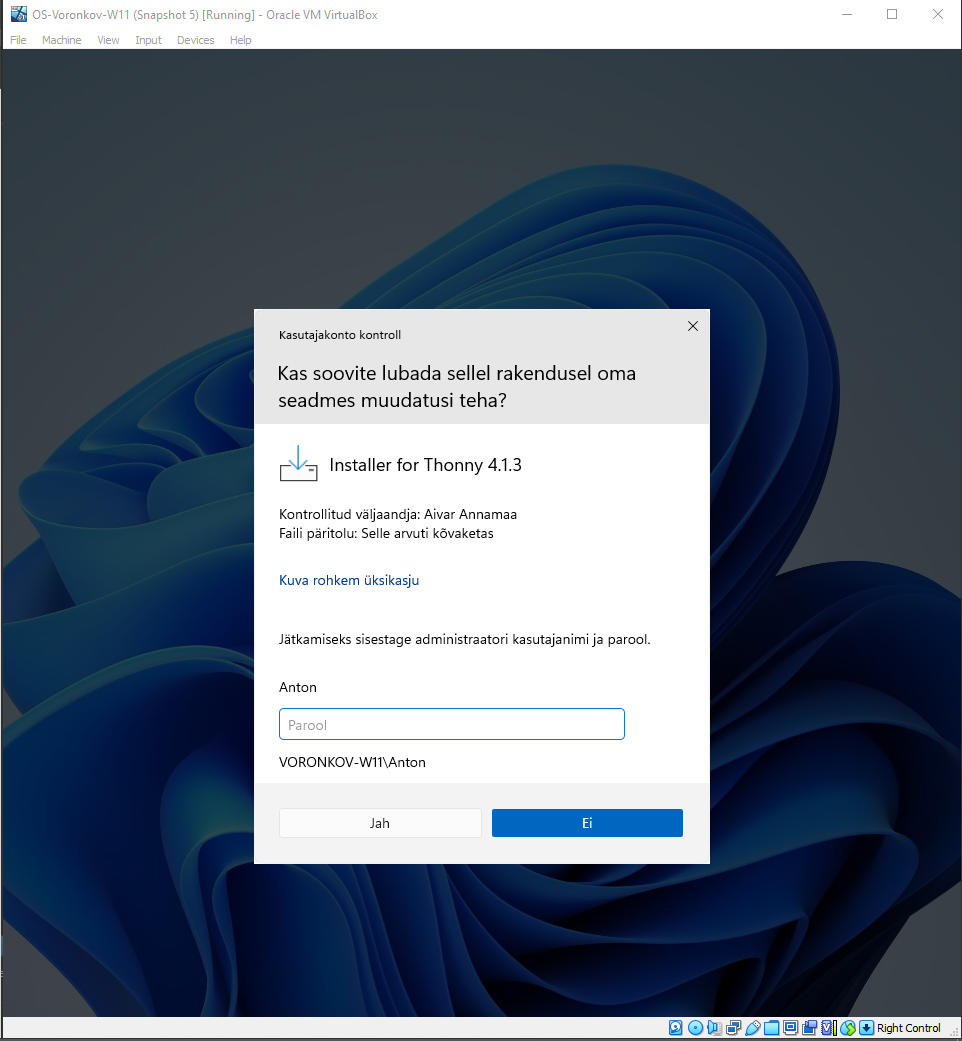 OS-Voronkov-W11 (Snapshot 5) [Running] - Oracle VM VirtualBox
File Machine View Input Devices Help
Kasutajakonto kontroll
Kas soovite lubada sellel rakendusel oma
seadmes muudatusi teha?
Installer for Thonny 4.1.3
Kontrollitud väljaandja: Aivar Annamaa
Faili päritolu: Selle arvuti kõvaketas
Kuva rohkem üksikasju
Jätkamiseks sisestage administraatori kasutajanimi ja parool.
Anton
Parool
VORONKOV-W11\Anton
Jah Ei
Right Control